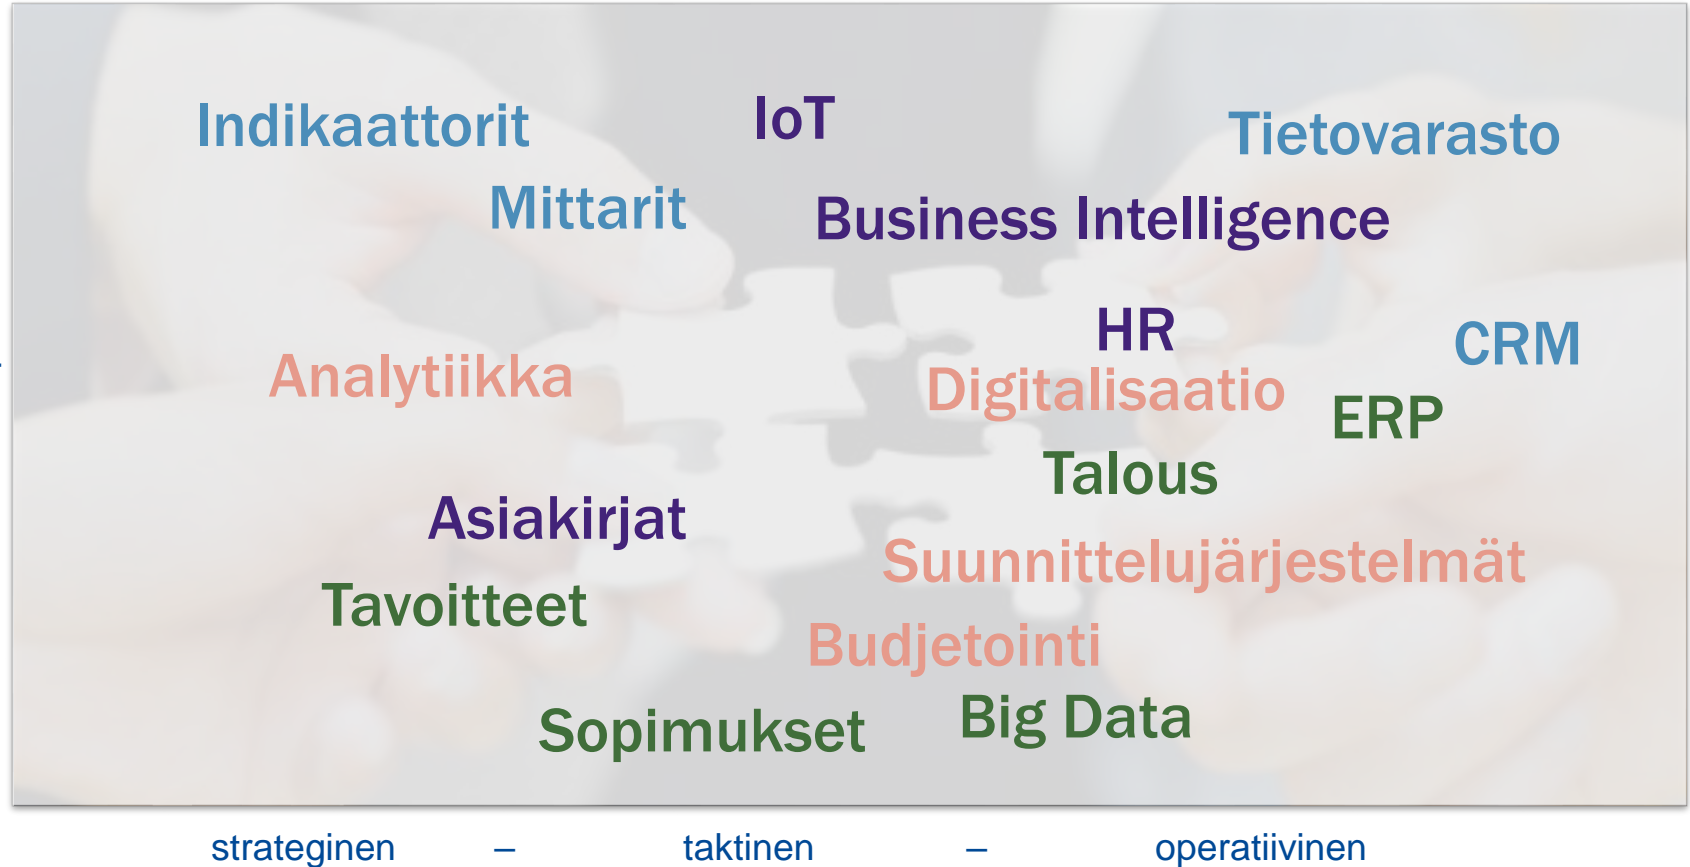 IoT
Indikaattorit
Tietovarasto
Mittarit
Business Intelligence
HR
CRM
Analytiikka
Digitalisaatio
ERP
Talous
Asiakirjat
Suunnittelujärjestelmät
Tavoitteet
Budjetointi
Big Data
Sopimukset
strateginen – taktinen – operatiivinen